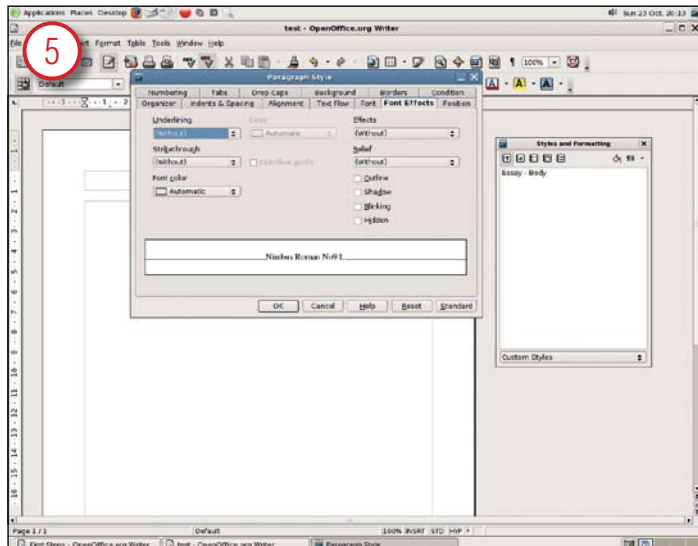 Applications Places Desktop Sun 23 Oct, 20:13
test - OpenOffice.org Writer
5
Format Table Tools Window Help
100%
Default
Paragraph Style
Numbering Tabs Drop Caps Background Borders Condition
Organizer Indents & Spacing Alignment Text Flow Font Font Effects Position
Underlining Color Effects
(Without) Automatic (Without)
Strikethrough Relief
(Without) Individual words (Without)
Font color Outline
Automatic Shadow
Blinking
Hidden
Nimbus Roman No9 L
OK Cancel Help Reset Standard
Styles and Formatting
Essay - Body
Custom Styles
Page 1 / 1 Default 100% INSRT STD HYP *
First Steps - OpenOffice.org Writer test - OpenOffice.org Writer Paragraph Style